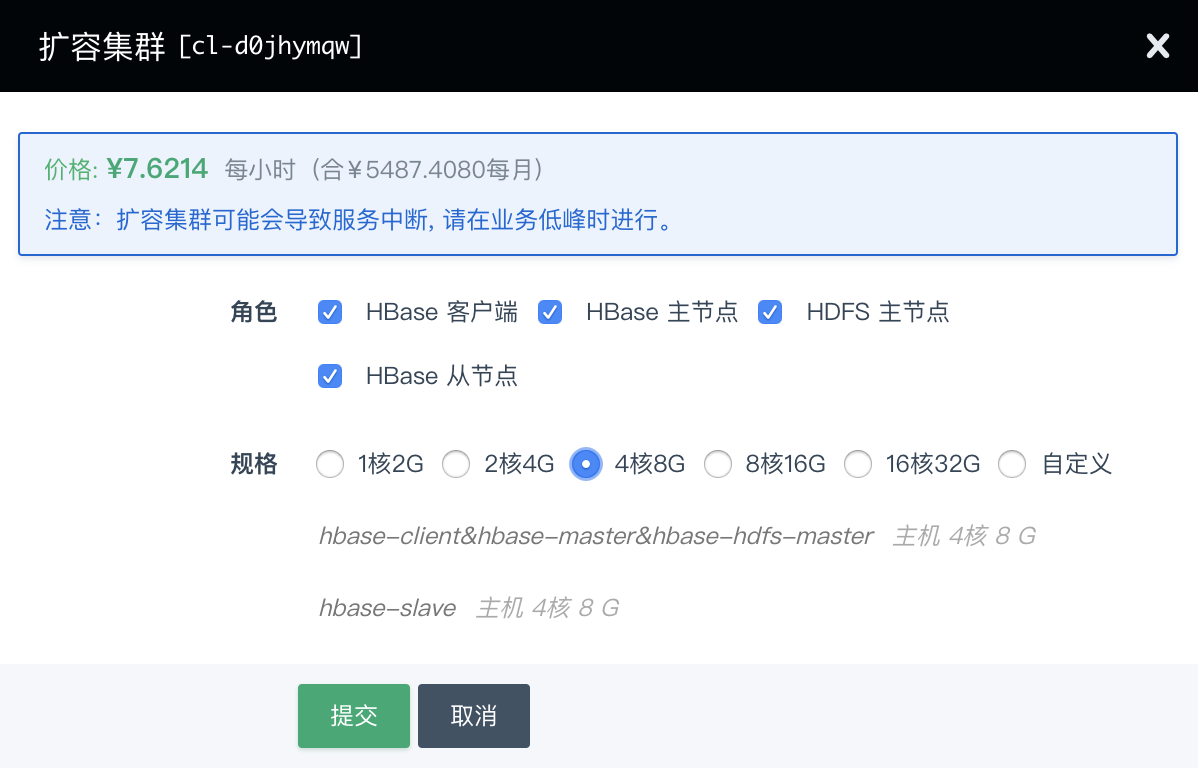 扩容集群 [cl-d0jhymqw]
价格: ¥7.6214 每小时（合¥5487.4080每月）
注意：扩容集群可能会导致服务中断, 请在业务低峰时进行。
角色 HBase 客户端 HBase 主节点 HDFS 主节点
HBase 从节点
规格 1核2G 2核4G 4核8G 8核16G 16核32G 自定义
hbase-client&hbase-master&hbase-hdfs-master 主机 4核 8 G
hbase-slave 主机 4核 8 G
提交 取消